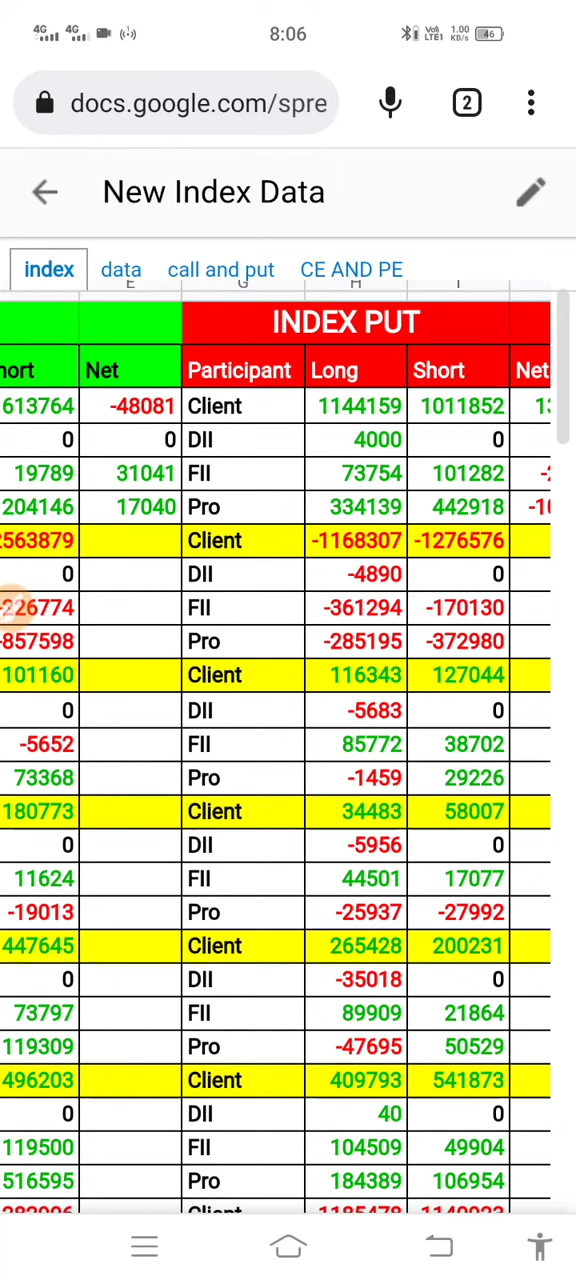 4G 4G 8:06 Vo) LTE1 1.00 KB/s 46
docs.google.com/spre 2
New Index Data
index data call and put CE AND PE
E G H I
INDEX PUT
hort Net Participant Long Short Net
613764 -48081 Client 1144159 1011852 13
0 0 DII 4000 0
19789 31041 FII 73754 101282 -2
204146 17040 Pro 334139 442918 -10
2563879 Client -1168307 -1276576
0 DII -4890 0
-226774 FII -361294 -170130
-857598 Pro -285195 -372980
101160 Client 116343 127044
0 DII -5683 0
-5652 FII 85772 38702
73368 Pro -1459 29226
180773 Client 34483 58007
0 DII -5956 0
11624 FII 44501 17077
-19013 Pro -25937 -27992
447645 Client 265428 200231
0 DII -35018 0
73797 FII 89909 21864
119309 Pro -47695 50529
496203 Client 409793 541873
0 DII 40 0
119500 FII 104509 49904
516595 Pro 184389 106954
Client